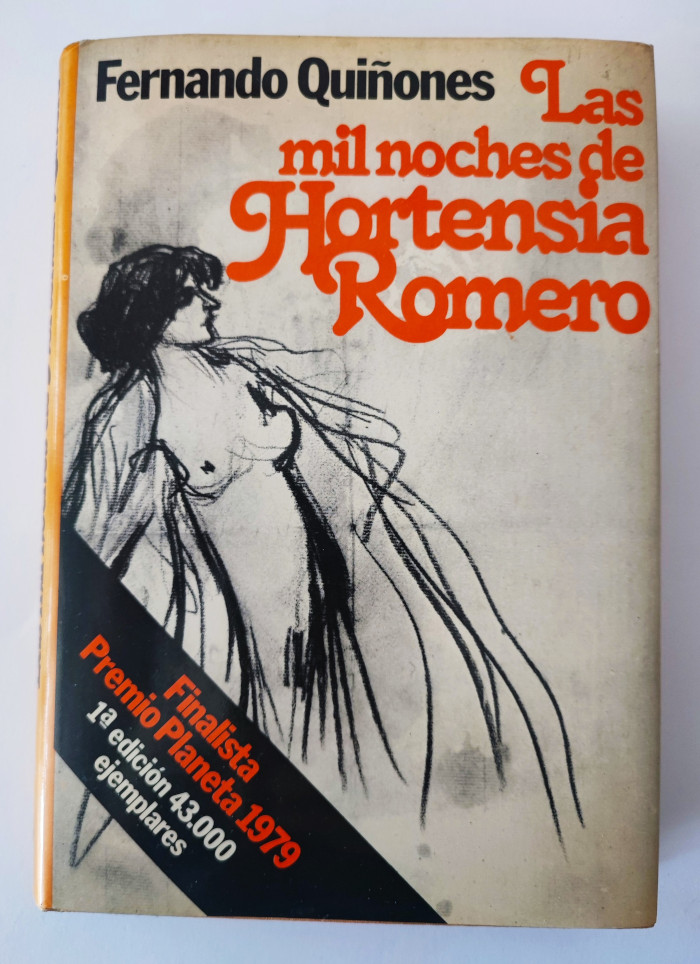 Fernando Quiñones
Las
mil noches de
Hortensia
Romero
Finalista
Premio Planeta 1979
1ª edición 43.000
ejemplares